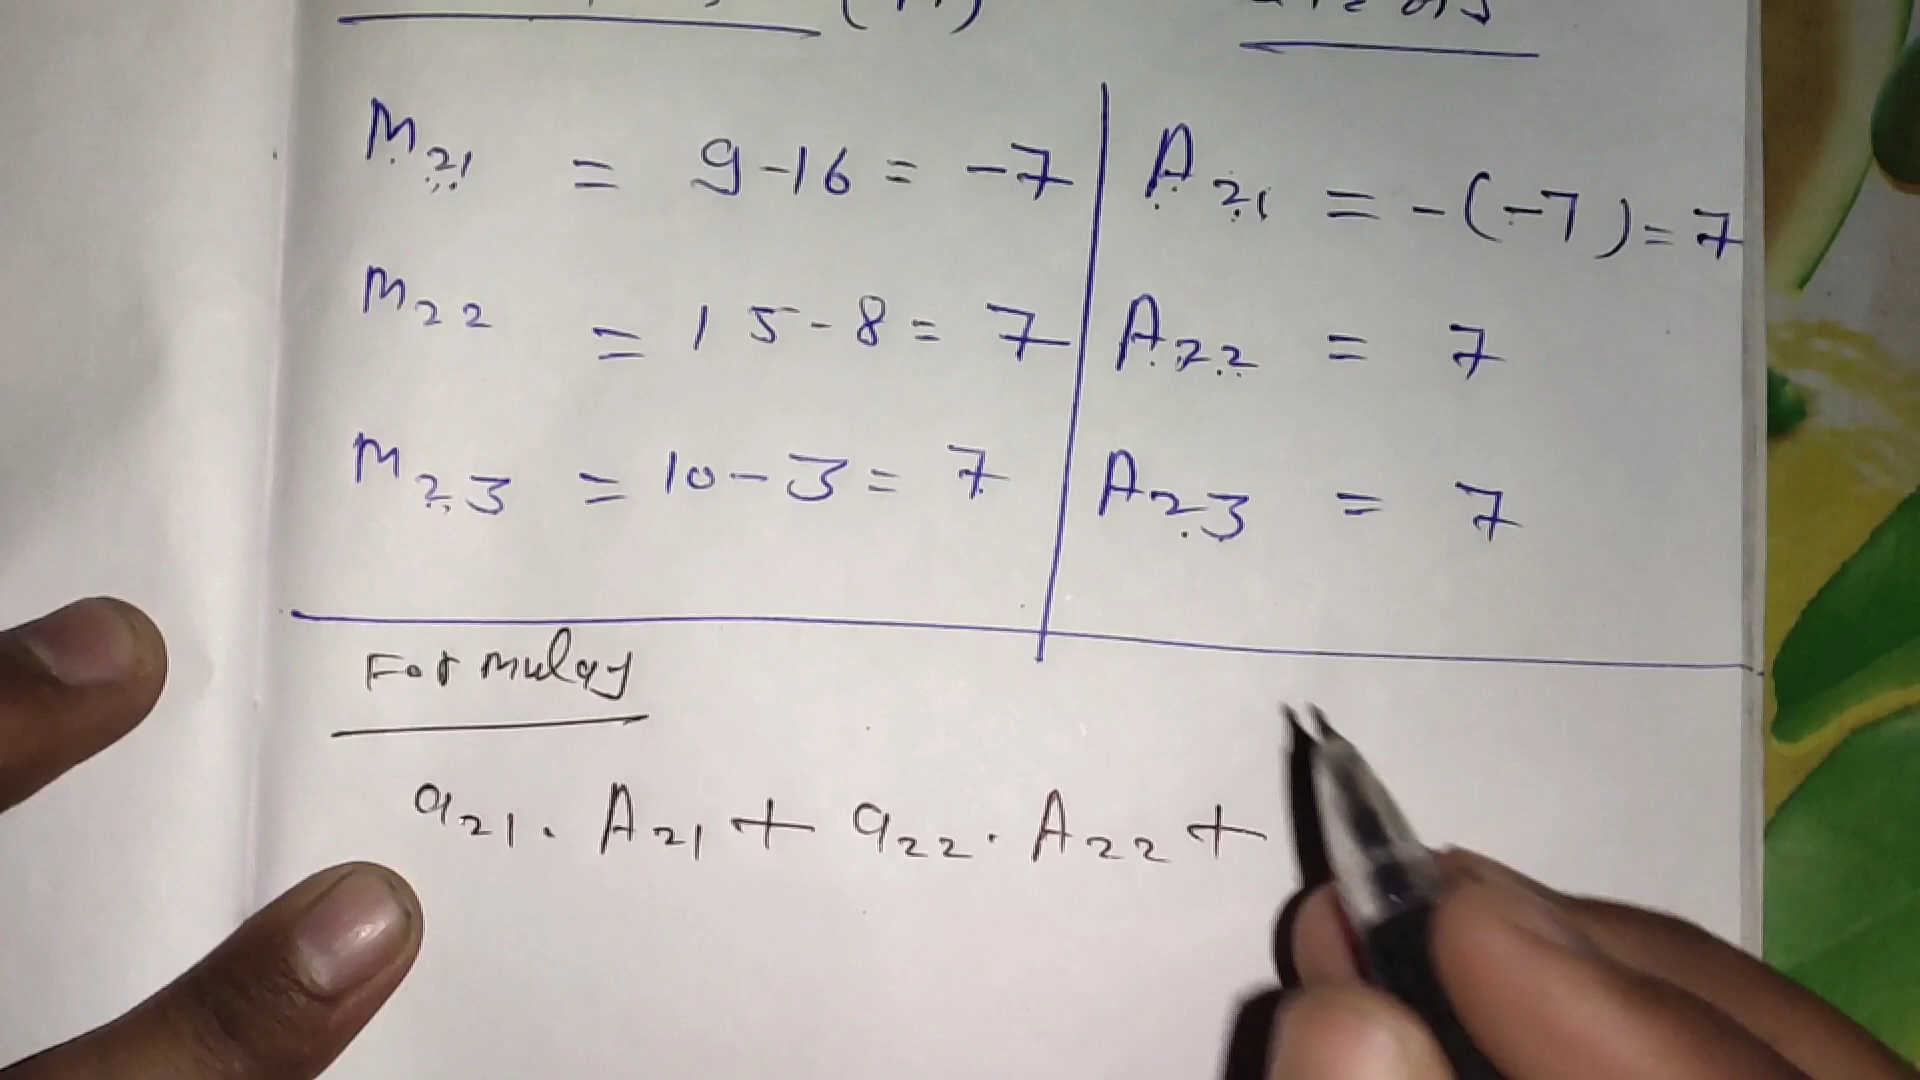 M21 = 9-16 = -7 A21 = -(-7) = 7
M22 = 15-8 = 7 A22 = 7
M23 = 10-3 = 7 A23 = 7
Formulay
a21. A21 + a22. A22 +